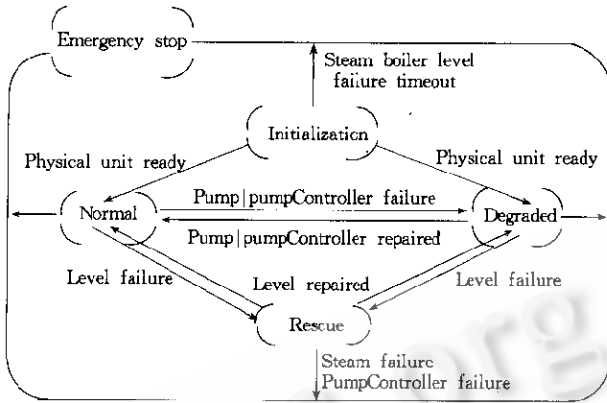 Emergency stop
Steam boiler level
failure timeout
Initialization
Physical unit ready
Physical unit ready
Pump|pumpController failure
Normal
Degraded
Pump|pumpController repaired
Level failure
Level repaired
Level failure
Rescue
Steam failure
PumpController failure
.org